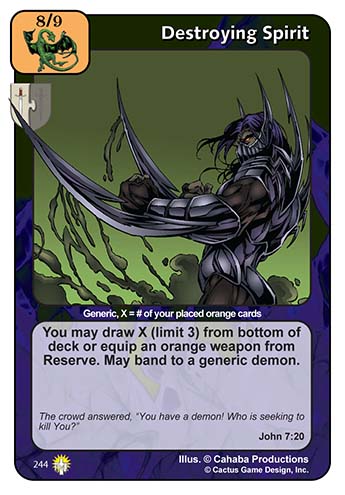 8/9
Destroying Spirit
Generic, X = # of your placed orange cards
You may draw X (limit 3) from bottom of
deck or equip an orange weapon from
Reserve. May band to a generic demon.
The crowd answered, “You have a demon! Who is seeking to
kill You?”
John 7:20
244
Illus. © Cahaba Productions
© Cactus Game Design, Inc.